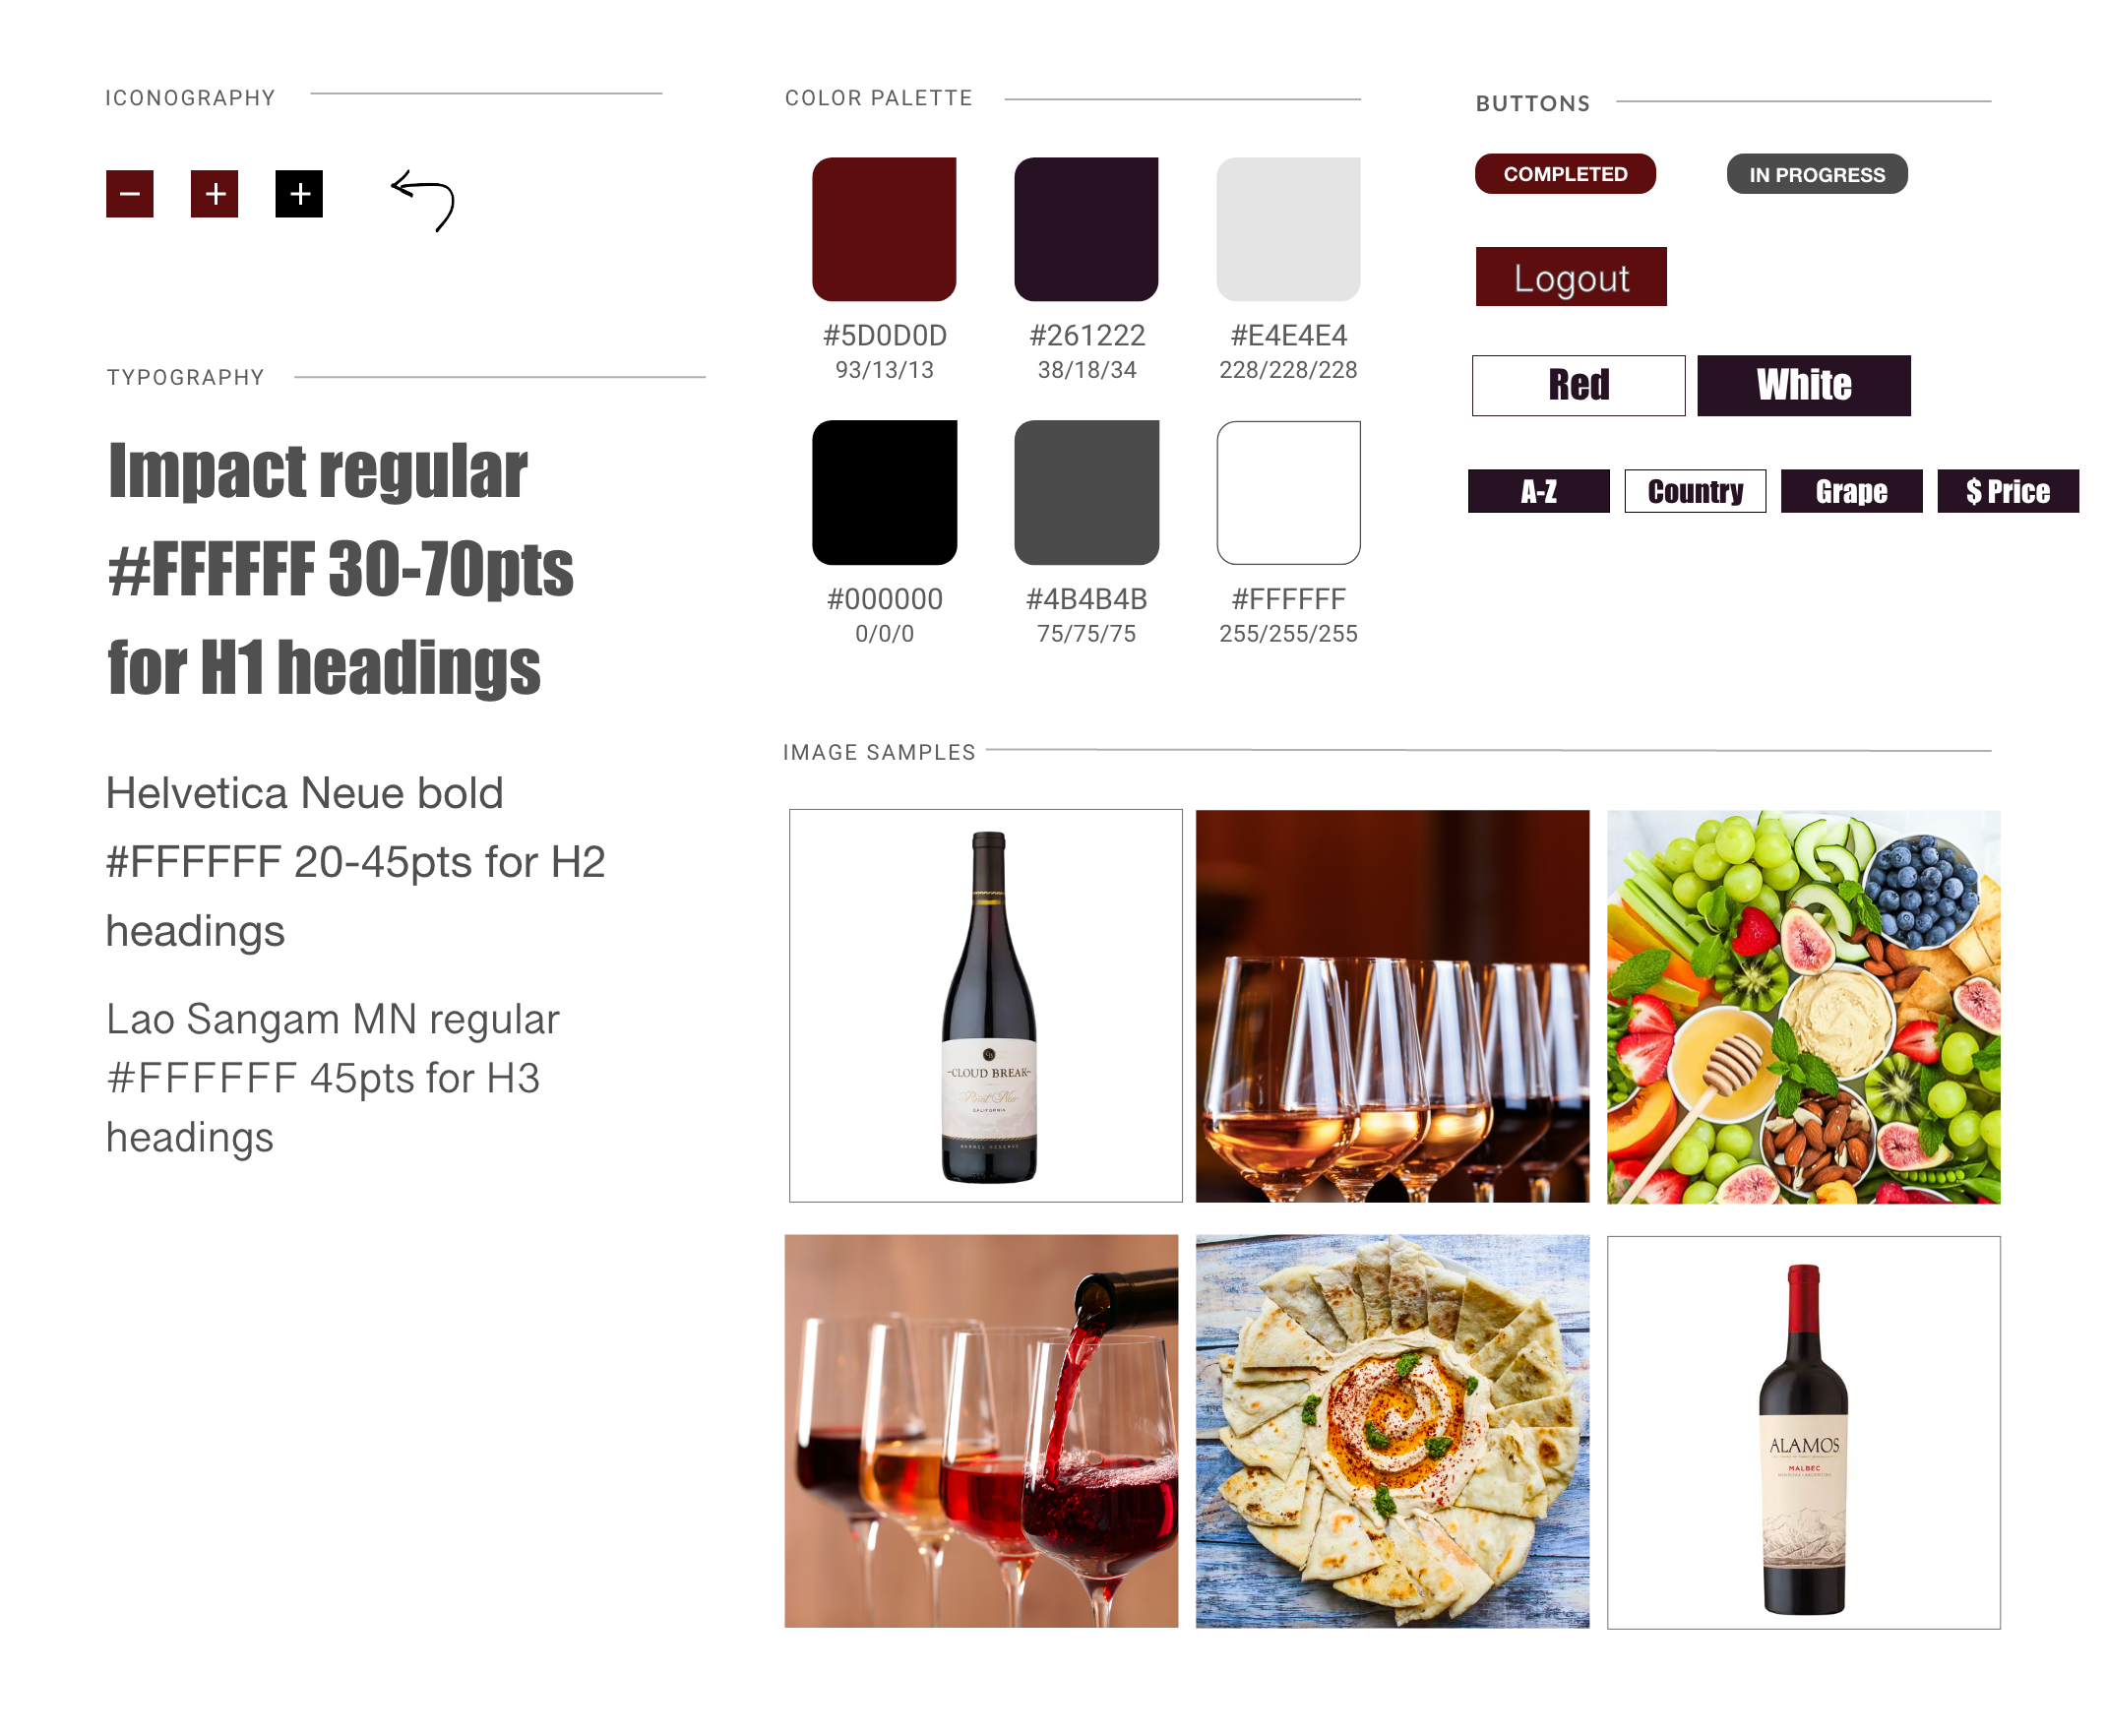 ICONOGRAPHY
TYPOGRAPHY
Impact regular
#FFFFFF 30-70pts
for H1 headings
Helvetica Neue bold
#FFFFFF 20-45pts for H2
headings
Lao Sangam MN regular
#FFFFFF 45pts for H3
headings
COLOR PALETTE
#5D0D0D
93/13/13
#261222
38/18/34
#E4E4E4
228/228/228
#000000
0/0/0
#4B4B4B
75/75/75
#FFFFFF
255/255/255
BUTTONS
COMPLETED
IN PROGRESS
Logout
Red
White
A-Z
Country
Grape
$ Price
IMAGE SAMPLES
CLOUD BREAK
Pinot Noir
CALIFORNIA
BARREL RESERVE
ALAMOS
MALBEC